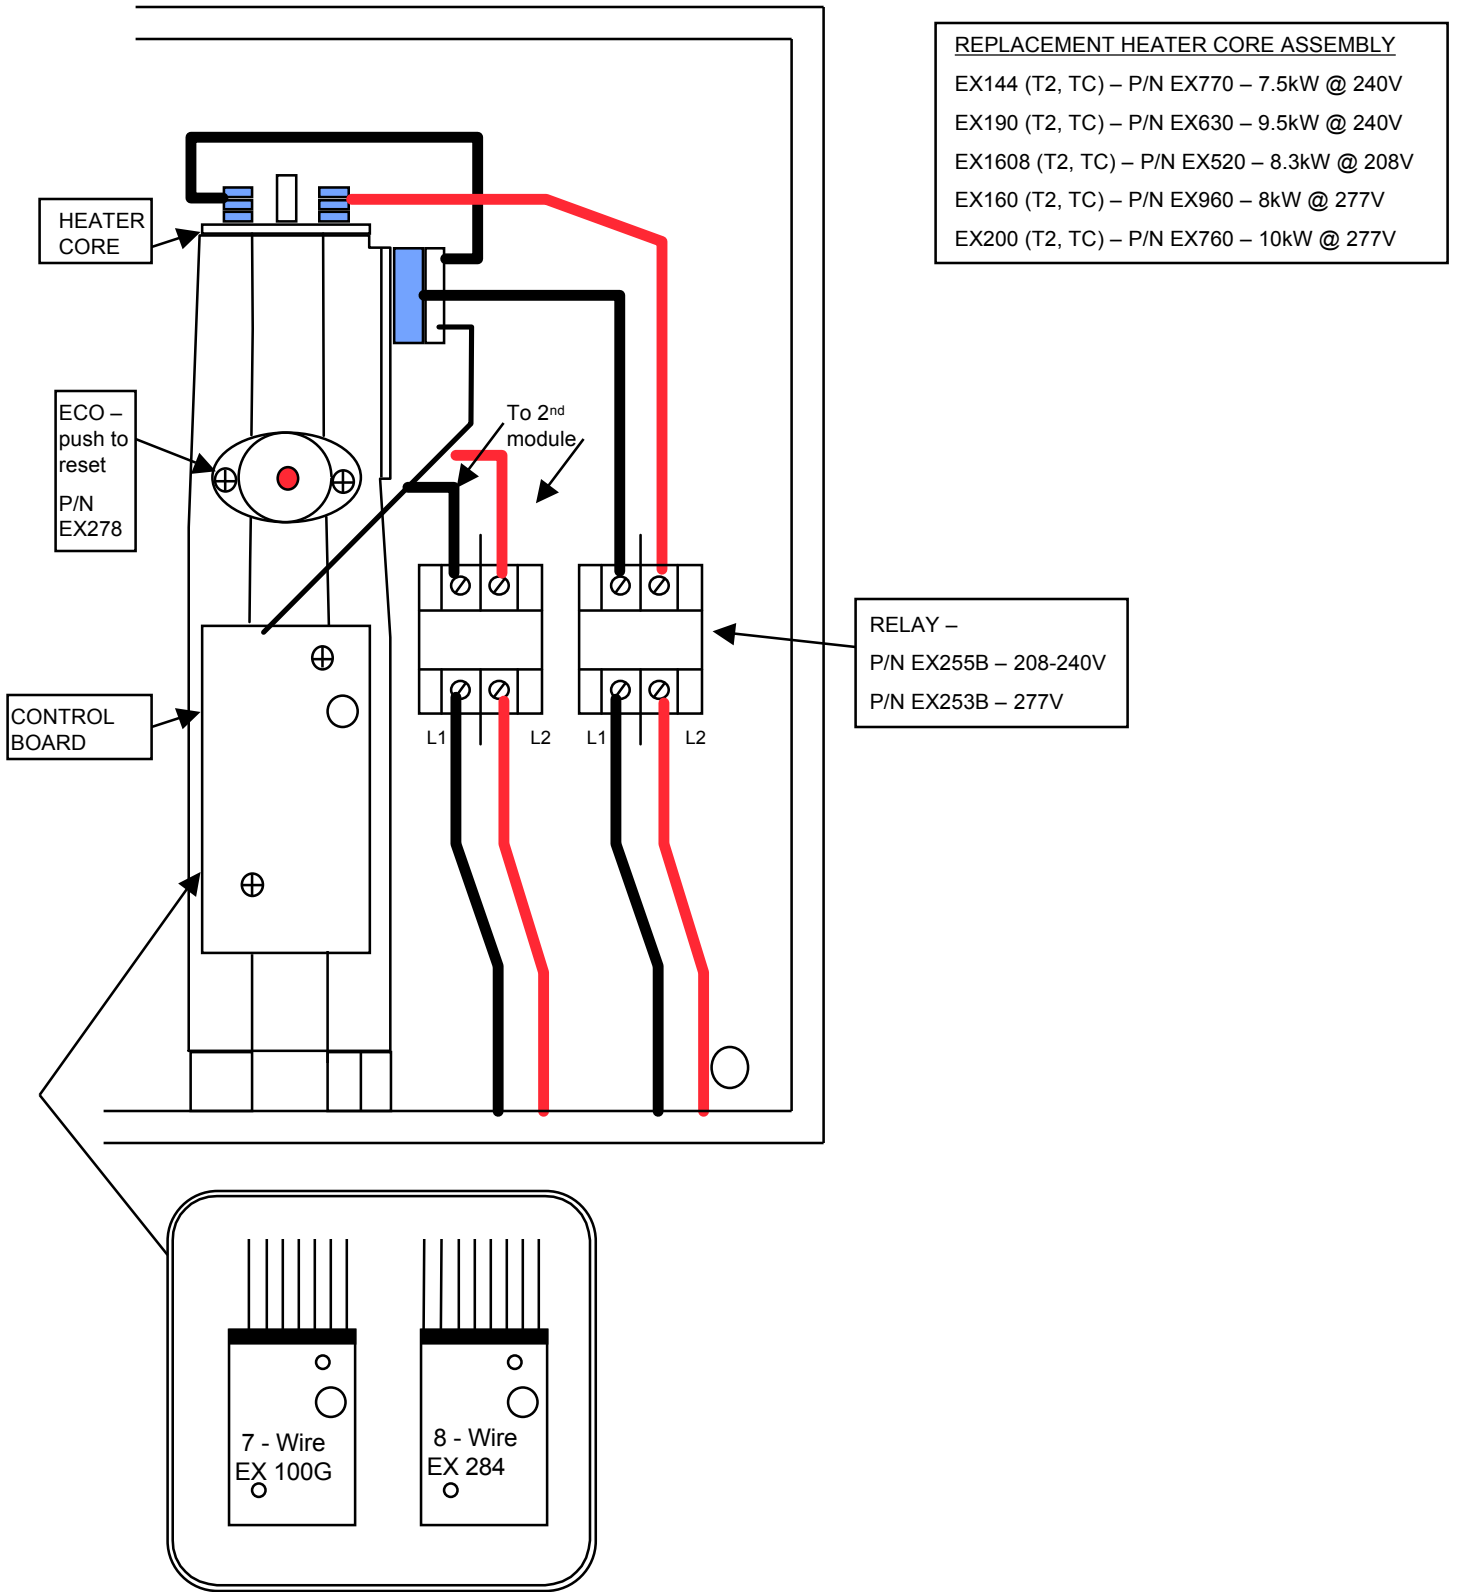 REPLACEMENT HEATER CORE ASSEMBLY
EX144 (T2, TC) – P/N EX770 – 7.5kW @ 240V
EX190 (T2, TC) – P/N EX630 – 9.5kW @ 240V
EX1608 (T2, TC) – P/N EX520 – 8.3kW @ 208V
EX160 (T2, TC) – P/N EX960 – 8kW @ 277V
EX200 (T2, TC) – P/N EX760 – 10kW @ 277V
HEATER
CORE
ECO –
push to
reset
P/N
EX278
To 2nd
module
RELAY –
P/N EX255B – 208-240V
P/N EX253B – 277V
CONTROL
BOARD
L1 L2 L1 L2
7 - Wire
EX 100G
8 - Wire
EX 284